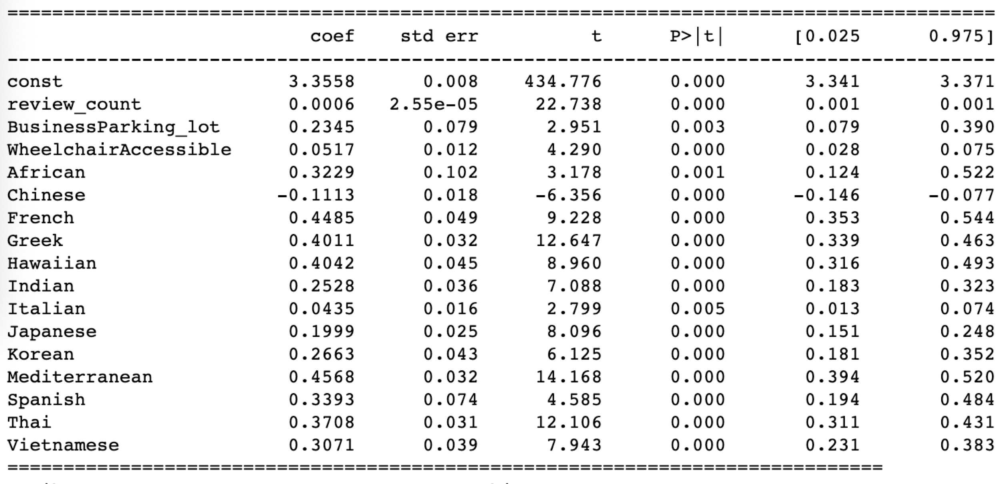 ==============================================================================
coef std err t P>|t| [0.025 0.975]
------------------------------------------------------------------------------
const 3.3558 0.008 434.776 0.000 3.341 3.371
review_count 0.0006 2.55e-05 22.738 0.000 0.001 0.001
BusinessParking_lot 0.2345 0.079 2.951 0.003 0.079 0.390
WheelchairAccessible 0.0517 0.012 4.290 0.000 0.028 0.075
African 0.3229 0.102 3.178 0.001 0.124 0.522
Chinese -0.1113 0.018 -6.356 0.000 -0.146 -0.077
French 0.4485 0.049 9.228 0.000 0.353 0.544
Greek 0.4011 0.032 12.647 0.000 0.339 0.463
Hawaiian 0.4042 0.045 8.960 0.000 0.316 0.493
Indian 0.2528 0.036 7.088 0.000 0.183 0.323
Italian 0.0435 0.016 2.799 0.005 0.013 0.074
Japanese 0.1999 0.025 8.096 0.000 0.151 0.248
Korean 0.2663 0.043 6.125 0.000 0.181 0.352
Mediterranean 0.4568 0.032 14.168 0.000 0.394 0.520
Spanish 0.3393 0.074 4.585 0.000 0.194 0.484
Thai 0.3708 0.031 12.106 0.000 0.311 0.431
Vietnamese 0.3071 0.039 7.943 0.000 0.231 0.383
==============================================================================